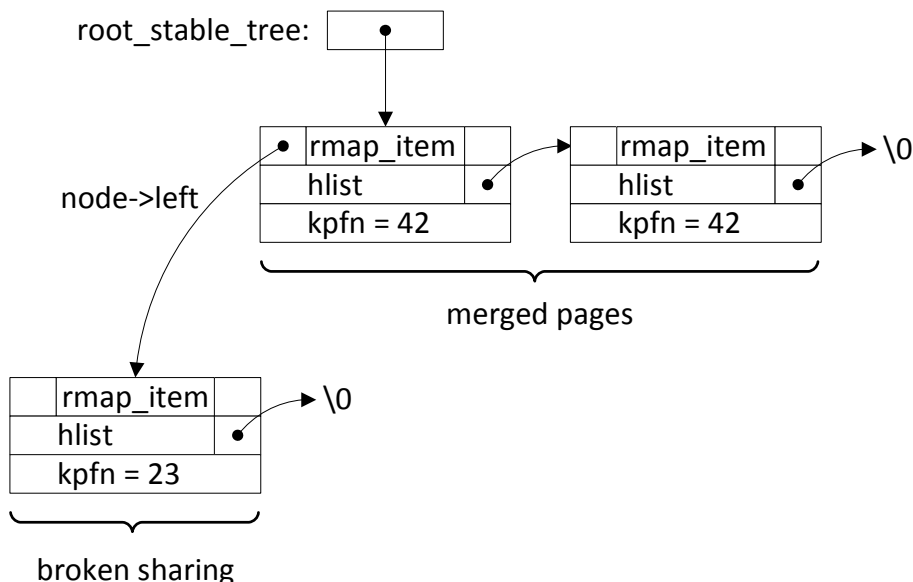 root_stable_tree:
rmap_item rmap_item \0
node->left hlist hlist
kpfn = 42 kpfn = 42
merged pages
rmap_item \0
hlist
kpfn = 23
broken sharing